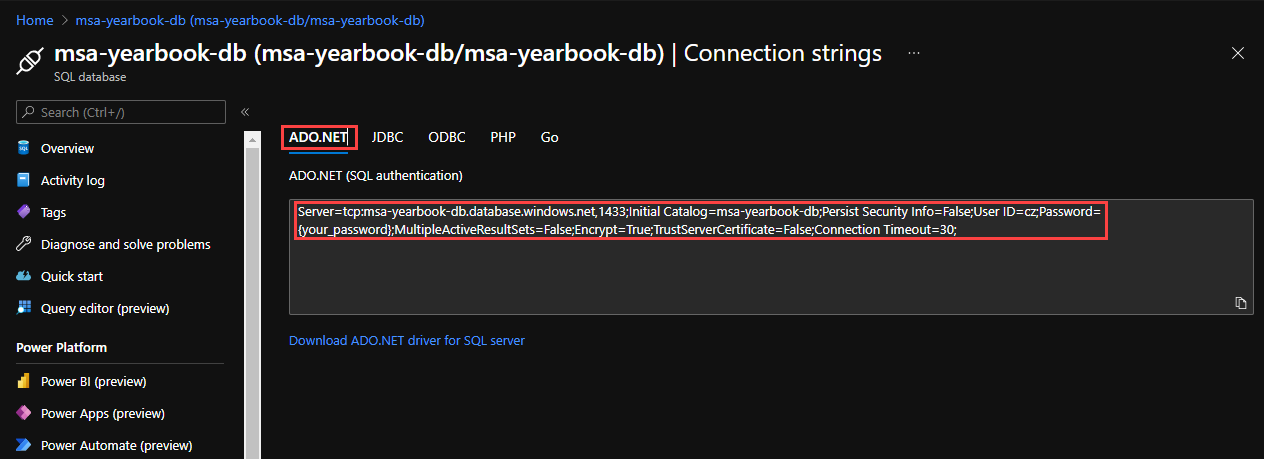 Home > msa-yearbook-db (msa-yearbook-db/msa-yearbook-db)
msa-yearbook-db (msa-yearbook-db/msa-yearbook-db) | Connection strings ...
SQL database
Search (Ctrl+/)
Overview
Activity log
Tags
Diagnose and solve problems
Quick start
Query editor (preview)
Power Platform
Power BI (preview)
Power Apps (preview)
Power Automate (preview)
ADO.NET JDBC ODBC PHP Go
ADO.NET (SQL authentication)
Server=tcp:msa-yearbook-db.database.windows.net,1433;Initial Catalog=msa-yearbook-db;Persist Security Info=False;User ID=cz;Password=
{your_password};MultipleActiveResultSets=False;Encrypt=True;TrustServerCertificate=False;Connection Timeout=30;
Download ADO.NET driver for SQL server